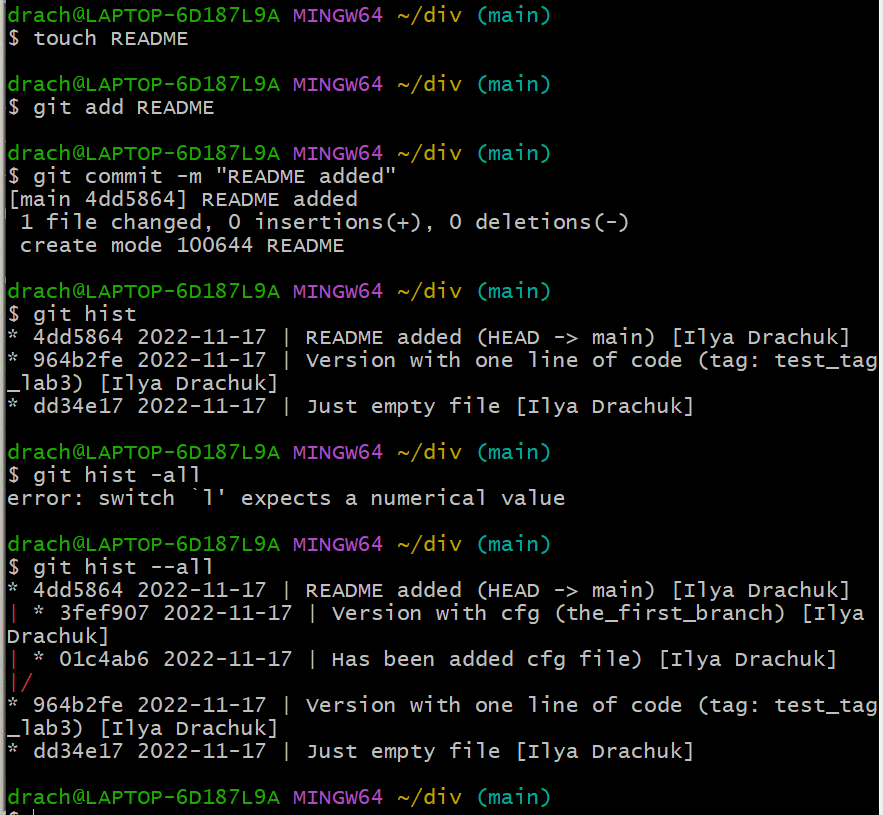 drach@LAPTOP-6D187L9A MINGW64 ~/div (main)
$ touch README
drach@LAPTOP-6D187L9A MINGW64 ~/div (main)
$ git add README
drach@LAPTOP-6D187L9A MINGW64 ~/div (main)
$ git commit -m "README added"
[main 4dd5864] README added
 1 file changed, 0 insertions(+), 0 deletions(-)
 create mode 100644 README
drach@LAPTOP-6D187L9A MINGW64 ~/div (main)
$ git hist
* 4dd5864 2022-11-17 | README added (HEAD -> main) [Ilya Drachuk]
* 964b2fe 2022-11-17 | Version with one line of code (tag: test_tag
_lab3) [Ilya Drachuk]
* dd34e17 2022-11-17 | Just empty file [Ilya Drachuk]
drach@LAPTOP-6D187L9A MINGW64 ~/div (main)
$ git hist -all
error: switch `l' expects a numerical value
drach@LAPTOP-6D187L9A MINGW64 ~/div (main)
$ git hist --all
* 4dd5864 2022-11-17 | README added (HEAD -> main) [Ilya Drachuk]
| * 3fef907 2022-11-17 | Version with cfg (the_first_branch) [Ilya
Drachuk]
| * 01c4ab6 2022-11-17 | Has been added cfg file) [Ilya Drachuk]
|/
* 964b2fe 2022-11-17 | Version with one line of code (tag: test_tag
_lab3) [Ilya Drachuk]
* dd34e17 2022-11-17 | Just empty file [Ilya Drachuk]
drach@LAPTOP-6D187L9A MINGW64 ~/div (main)
$